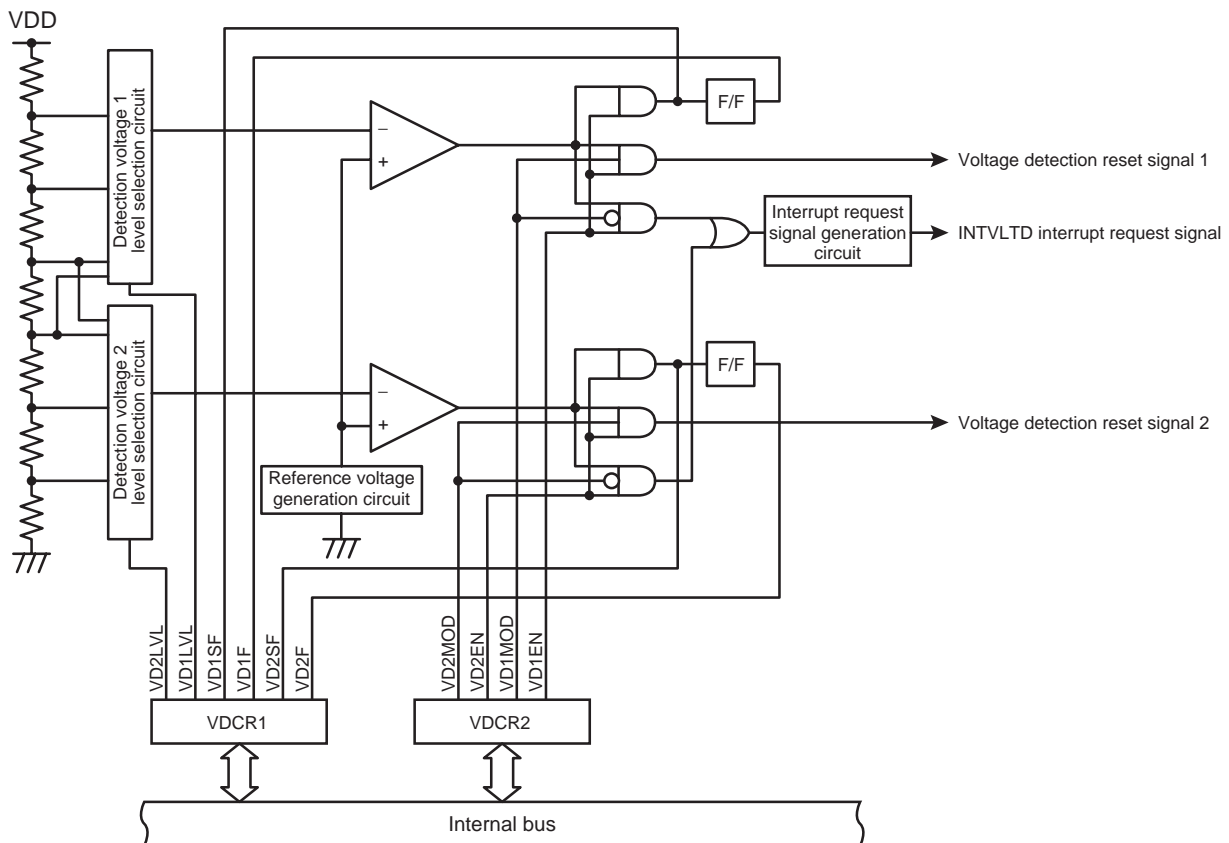 VDD
Detection voltage 1
level selection circuit
−
+
F/F
Voltage detection reset signal 1
Interrupt request
signal generation
circuit
INTVLTD interrupt request signal
Detection voltage 2
level selection circuit
−
+
F/F
Voltage detection reset signal 2
Reference voltage
generation circuit
VD2LVL
VD1LVL
VD1SF
VD1F
VD2SF
VD2F
VD2MOD
VD2EN
VD1MOD
VD1EN
VDCR1
VDCR2
Internal bus